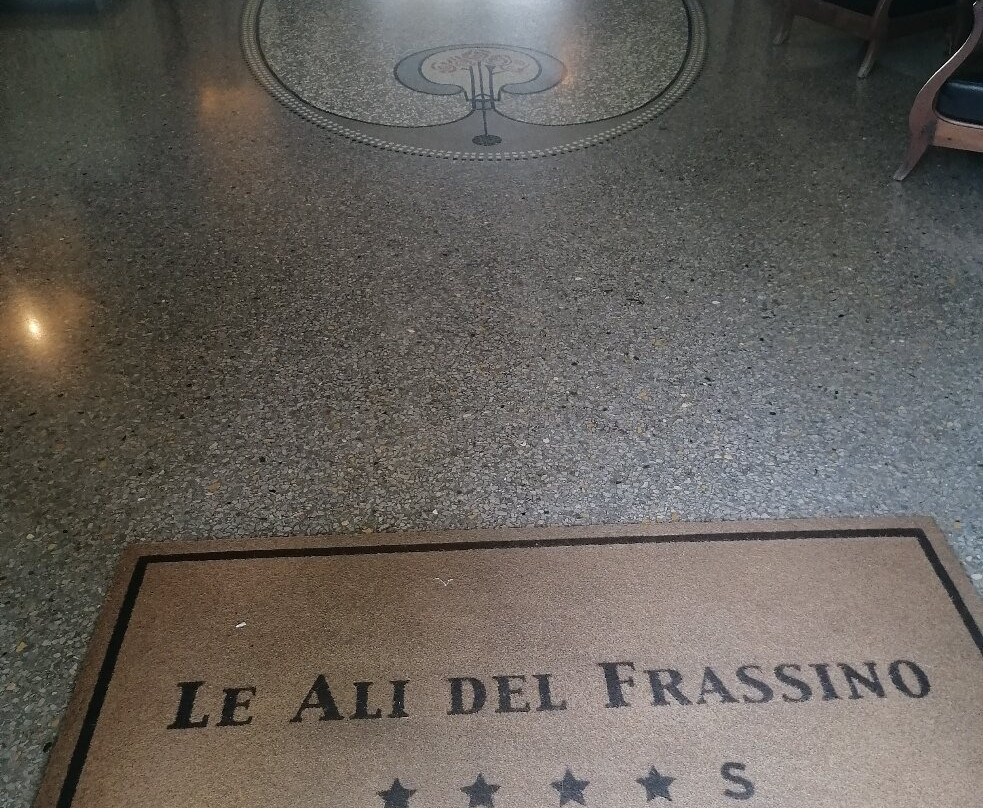 LE ALI DEL FRASSINO
★ ★ ★ ★ S